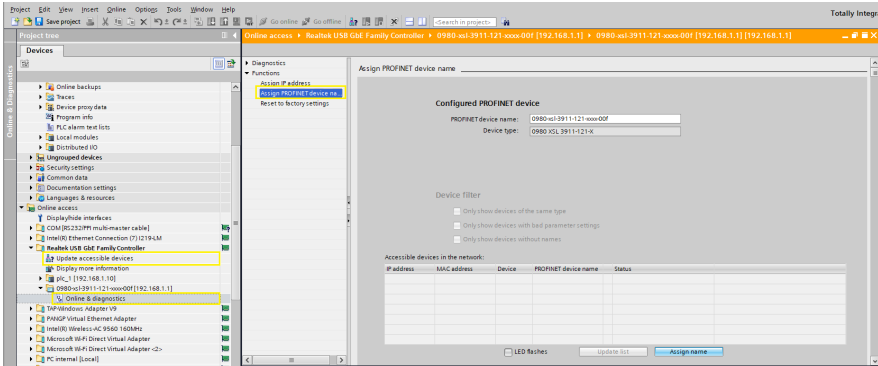 Project Edit View Insert Online Options Tools Window Help
Totally Integr
Save project
Go online
Go offline
<Search in project>
Project tree
Online access ▸ Realtek USB GbE Family Controller ▸ 0980-xsl-3911-121-xxxx-00f [192.168.1.1] ▸ 0980-xsl-3911-121-xxxx-00f [192.168.1.1] [192.168.1.1]
Devices
Online & Diagnostics
Online backups
Traces
Device proxy data
Program info
PLC alarm text lists
Local modules
Distributed I/O
Ungrouped devices
Security settings
Common data
Documentation settings
Languages & resources
Online access
Display/hide interfaces
COM [RS232/PPI multi-master cable]
Intel(R) Ethernet Connection (7) I219-LM
Realtek USB GbE Family Controller
Update accessible devices
Display more information
plc_1 [192.168.1.10]
0980-xsl-3911-121-xxxx-00f [192.168.1.1]
Online & diagnostics
TAP-Windows Adapter V9
PANGP Virtual Ethernet Adapter
Intel(R) Wireless-AC 9560 160MHz
Microsoft Wi-Fi Direct Virtual Adapter
Microsoft Wi-Fi Direct Virtual Adapter <2>
PC internal [Local]
Diagnostics
Functions
Assign IP address
Assign PROFINET device na...
Reset to factory settings
Assign PROFINET device name
Configured PROFINET device
PROFINET device name: 0980-xsl-3911-121-xxxx-00f
Device type: 0980 XSL 3911-121-X
Device filter
Only show devices of the same type
Only show devices with bad parameter settings
Only show devices without names
Accessible devices in the network:
IP address MAC address Device PROFINET device name Status
LED flashes
Update list
Assign name